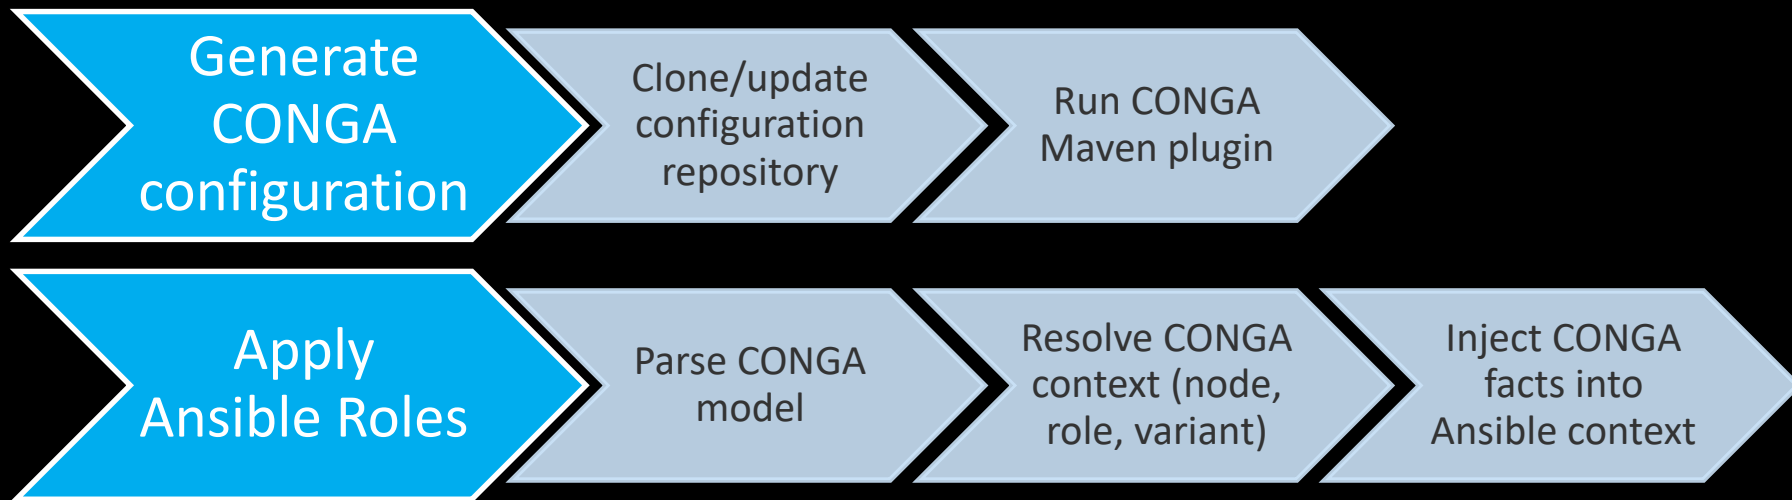 Generate
CONGA
configuration
Clone/update
configuration
repository
Run CONGA
Maven plugin
Apply
Ansible Roles
Parse CONGA
model
Resolve CONGA
context (node,
role, variant)
Inject CONGA
facts into
Ansible context